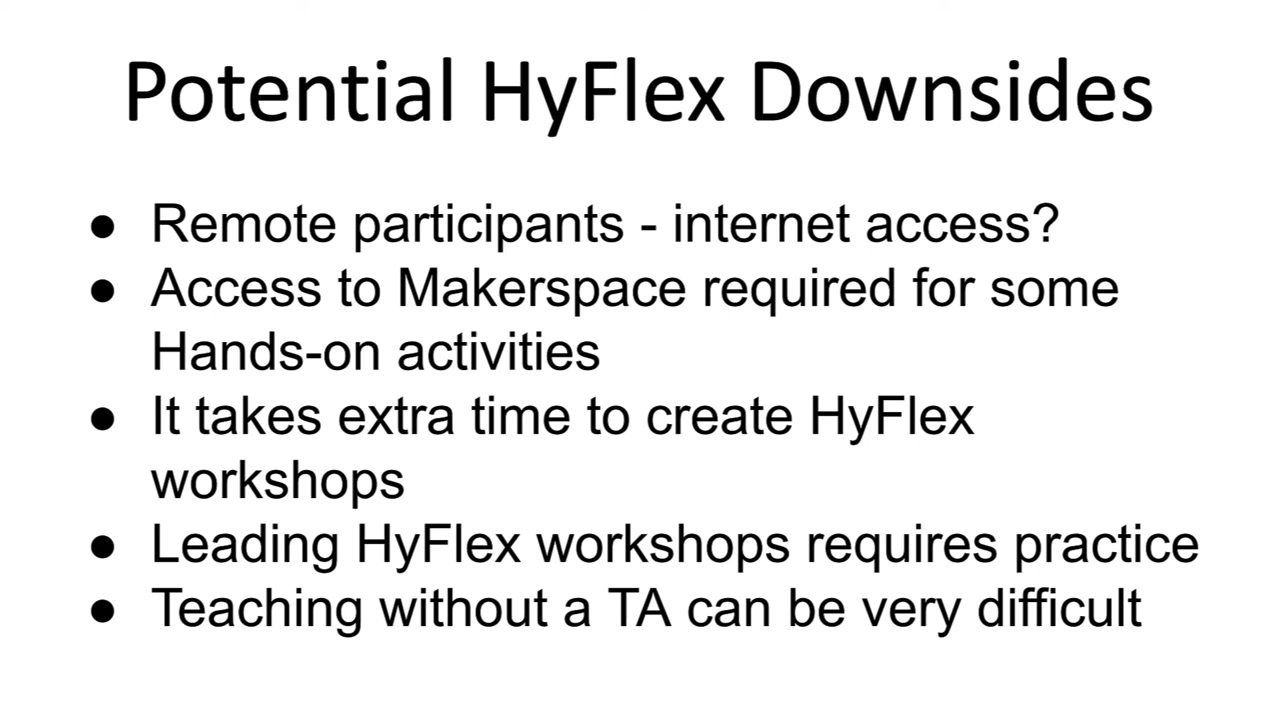 Potential HyFlex Downsides
● Remote participants - internet access?
● Access to Makerspace required for some
Hands-on activities
● It takes extra time to create HyFlex
workshops
● Leading HyFlex workshops requires practice
● Teaching without a TA can be very difficult